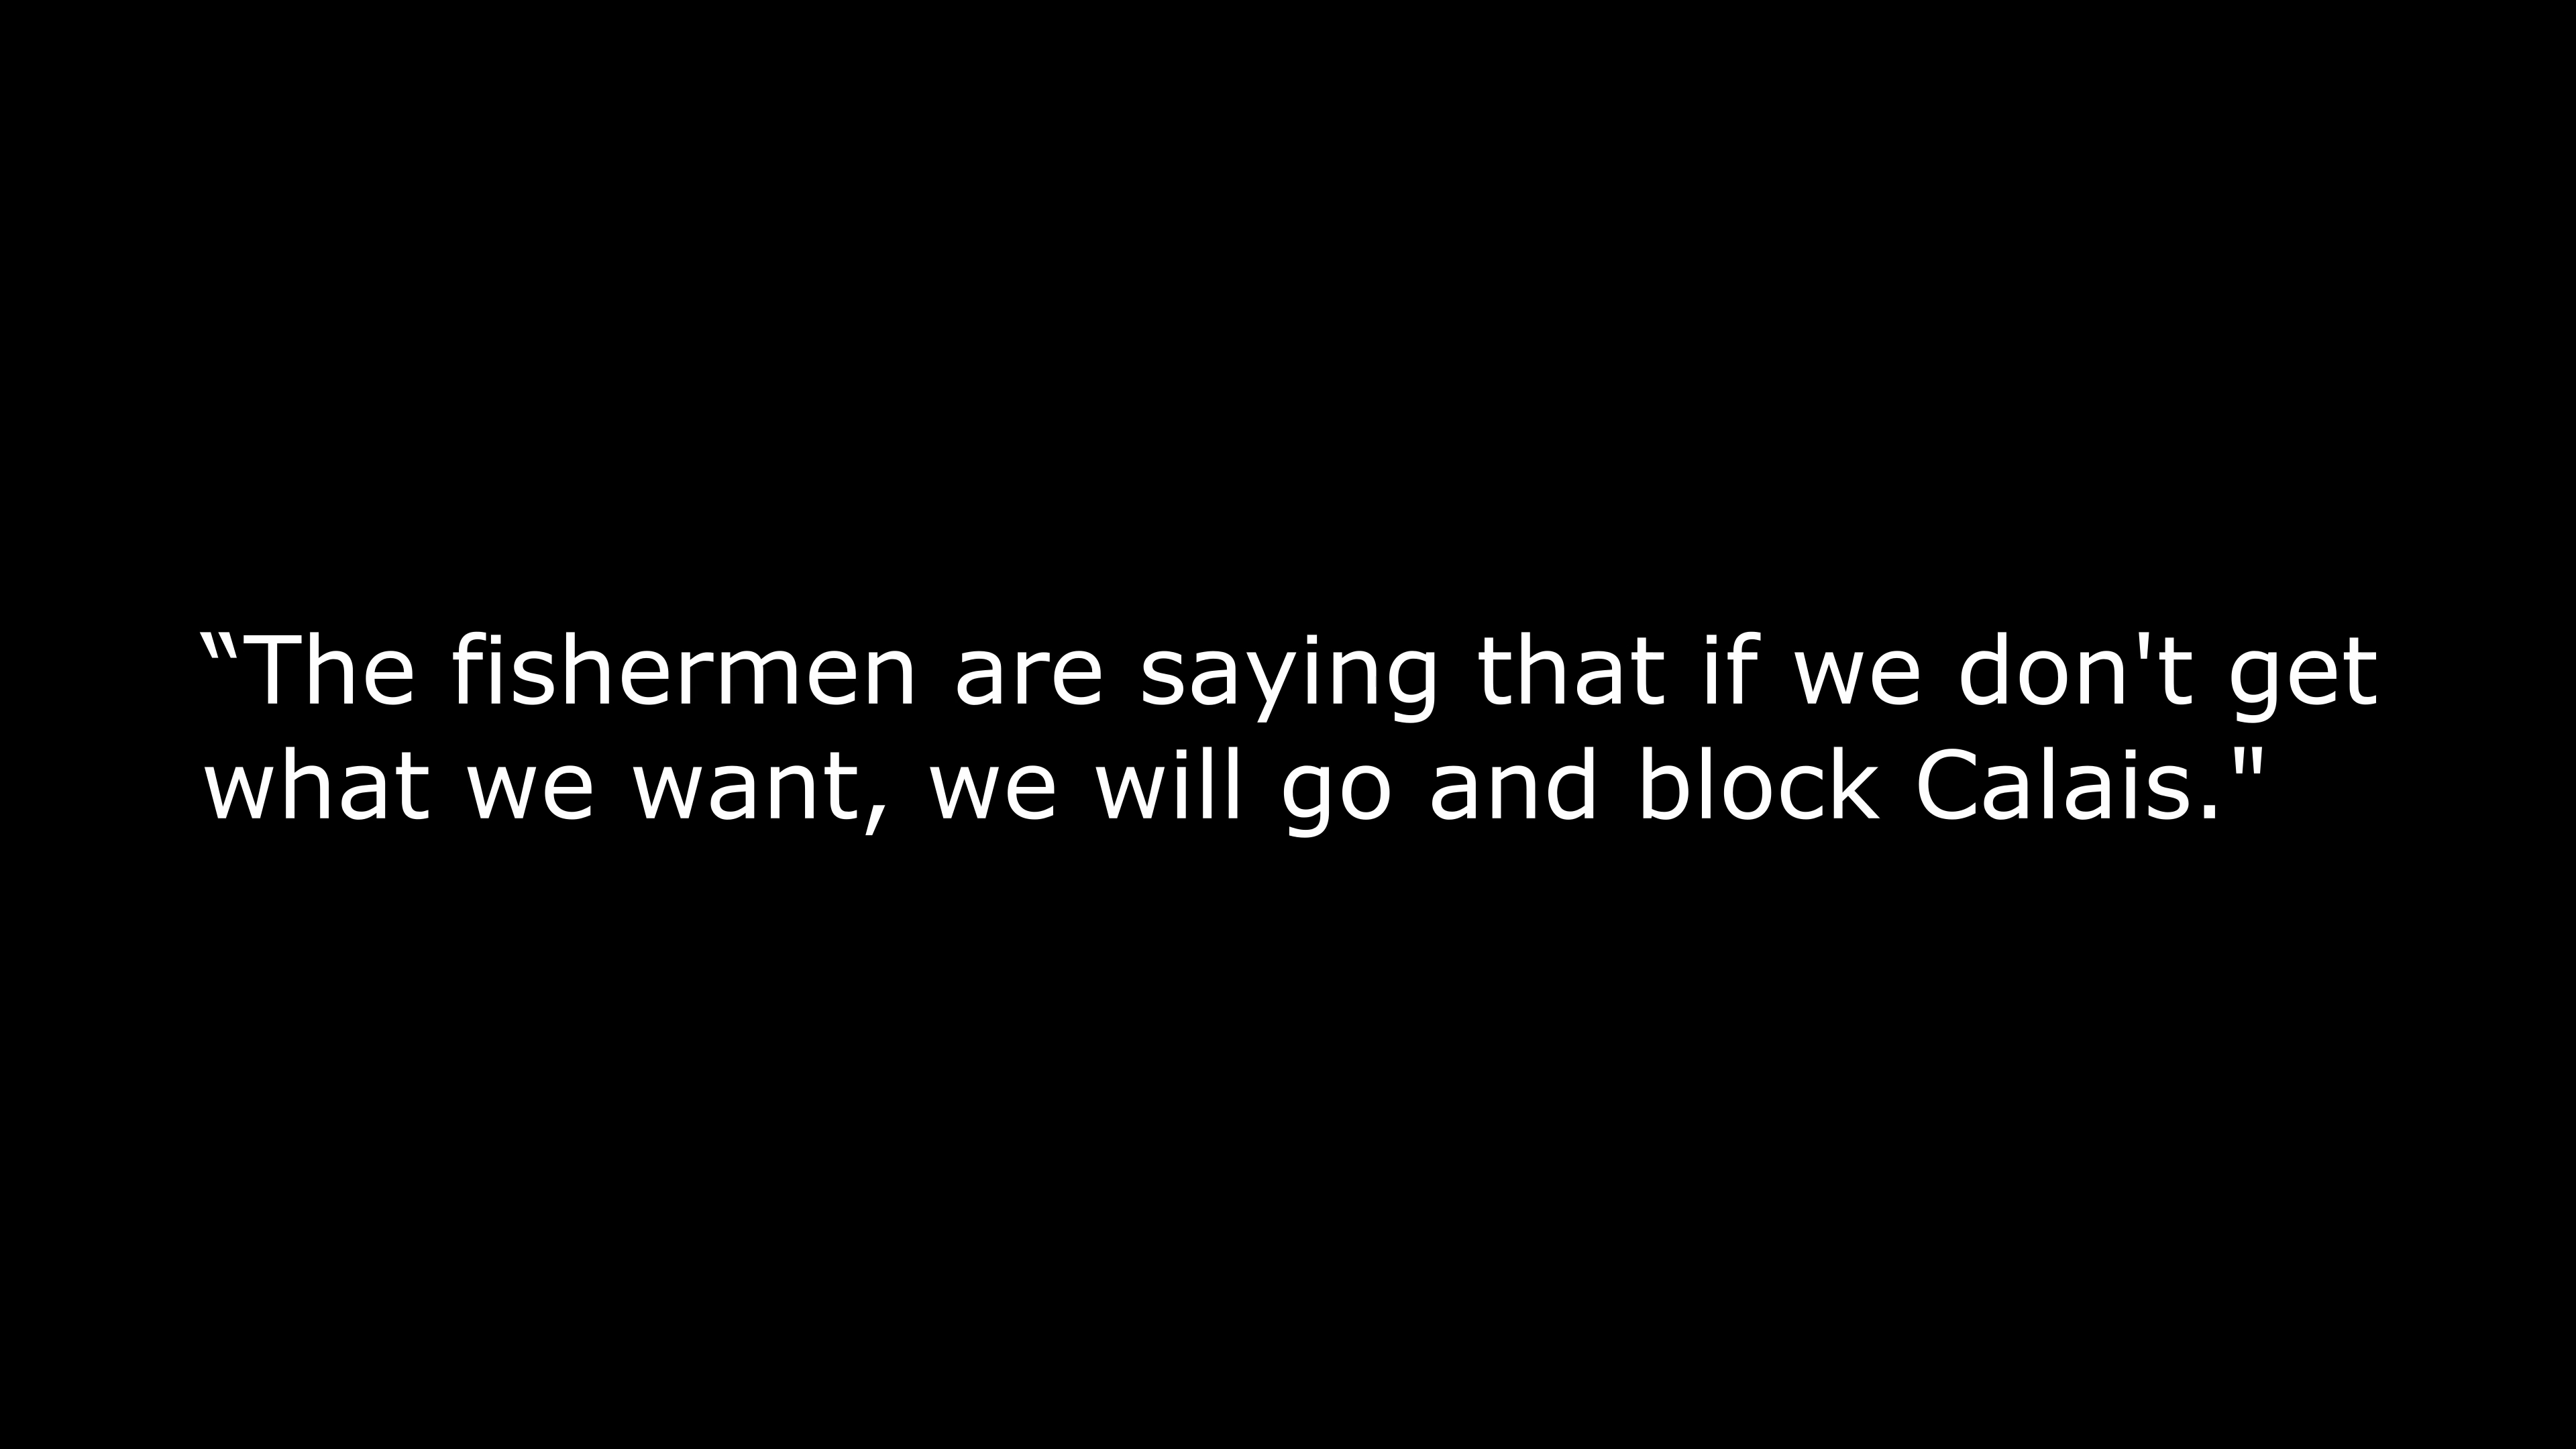 “The fishermen are saying that if we don't get
what we want, we will go and block Calais."